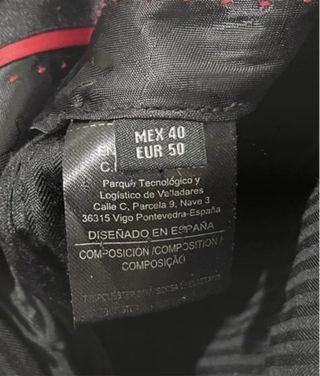 MEX 40
EUR 50
Parque Tecnológico y
Logístico de Valladares
Calle C, Parcela 9, Nave 3
36315 Vigo Pontevedra-España
DISEÑADO EN ESPAÑA
COMPOSICIÓN /COMPOSITION /
COMPOSIÇÃO